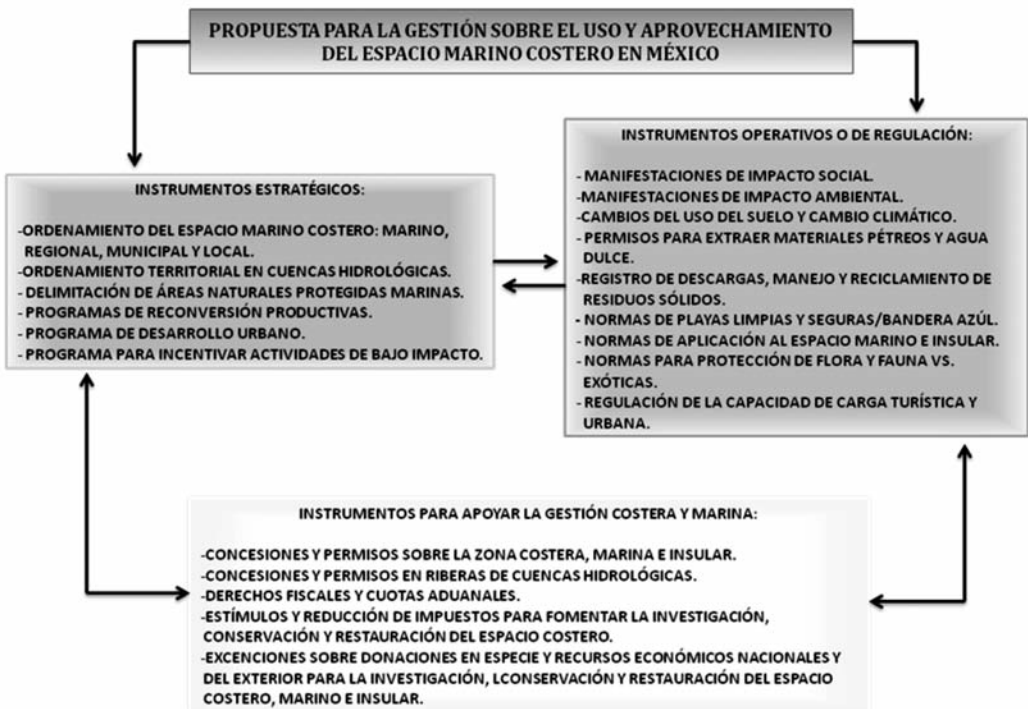 PROPUESTA PARA LA GESTIÓN SOBRE EL USO Y APROVECHAMIENTO
DEL ESPACIO MARINO COSTERO EN MÉXICO
INSTRUMENTOS ESTRATÉGICOS:
-ORDENAMIENTO DEL ESPACIO MARINO COSTERO: MARINO,
REGIONAL, MUNICIPAL Y LOCAL.
-ORDENAMIENTO TERRITORIAL EN CUENCAS HIDROLÓGICAS.
- DELIMITACIÓN DE ÁREAS NATURALES PROTEGIDAS MARINAS.
- PROGRAMAS DE RECONVERSIÓN PRODUCTIVAS.
- PROGRAMA DE DESARROLLO URBANO.
- PROGRAMA PARA INCENTIVAR ACTIVIDADES DE BAJO IMPACTO.
INSTRUMENTOS OPERATIVOS O DE REGULACIÓN:
- MANIFESTACIONES DE IMPACTO SOCIAL.
-MANIFESTACIONES DE IMPACTO AMBIENTAL.
-CAMBIOS DEL USO DEL SUELO Y CAMBIO CLIMÁTICO.
- PERMISOS PARA EXTRAER MATERIALES PÉTREOS Y AGUA
DULCE.
-REGISTRO DE DESCARGAS, MANEJO Y RECICLAMIENTO DE
RESIDUOS SÓLIDOS.
- NORMAS DE PLAYAS LIMPIAS Y SEGURAS/BANDERA AZÚL.
- NORMAS DE APLICACIÓN AL ESPACIO MARINO E INSULAR.
- NORMAS PARA PROTECCIÓN DE FLORA Y FAUNA VS.
EXÓTICAS.
- REGULACIÓN DE LA CAPACIDAD DE CARGA TURÍSTICA Y
URBANA.
INSTRUMENTOS PARA APOYAR LA GESTIÓN COSTERA Y MARINA:
-CONCESIONES Y PERMISOS SOBRE LA ZONA COSTERA, MARINA E INSULAR.
-CONCESIONES Y PERMISOS EN RIBERAS DE CUENCAS HIDROLÓGICAS.
-DERECHOS FISCALES Y CUOTAS ADUANALES.
-ESTÍMULOS Y REDUCCIÓN DE IMPUESTOS PARA FOMENTAR LA INVESTIGACIÓN,
CONSERVACIÓN Y RESTAURACIÓN DEL ESPACIO COSTERO.
-EXCENCIONES SOBRE DONACIONES EN ESPECIE Y RECURSOS ECONÓMICOS NACIONALES Y
DEL EXTERIOR PARA LA INVESTIGACIÓN, LCONSERVACIÓN Y RESTAURACIÓN DEL ESPACIO
COSTERO, MARINO E INSULAR.